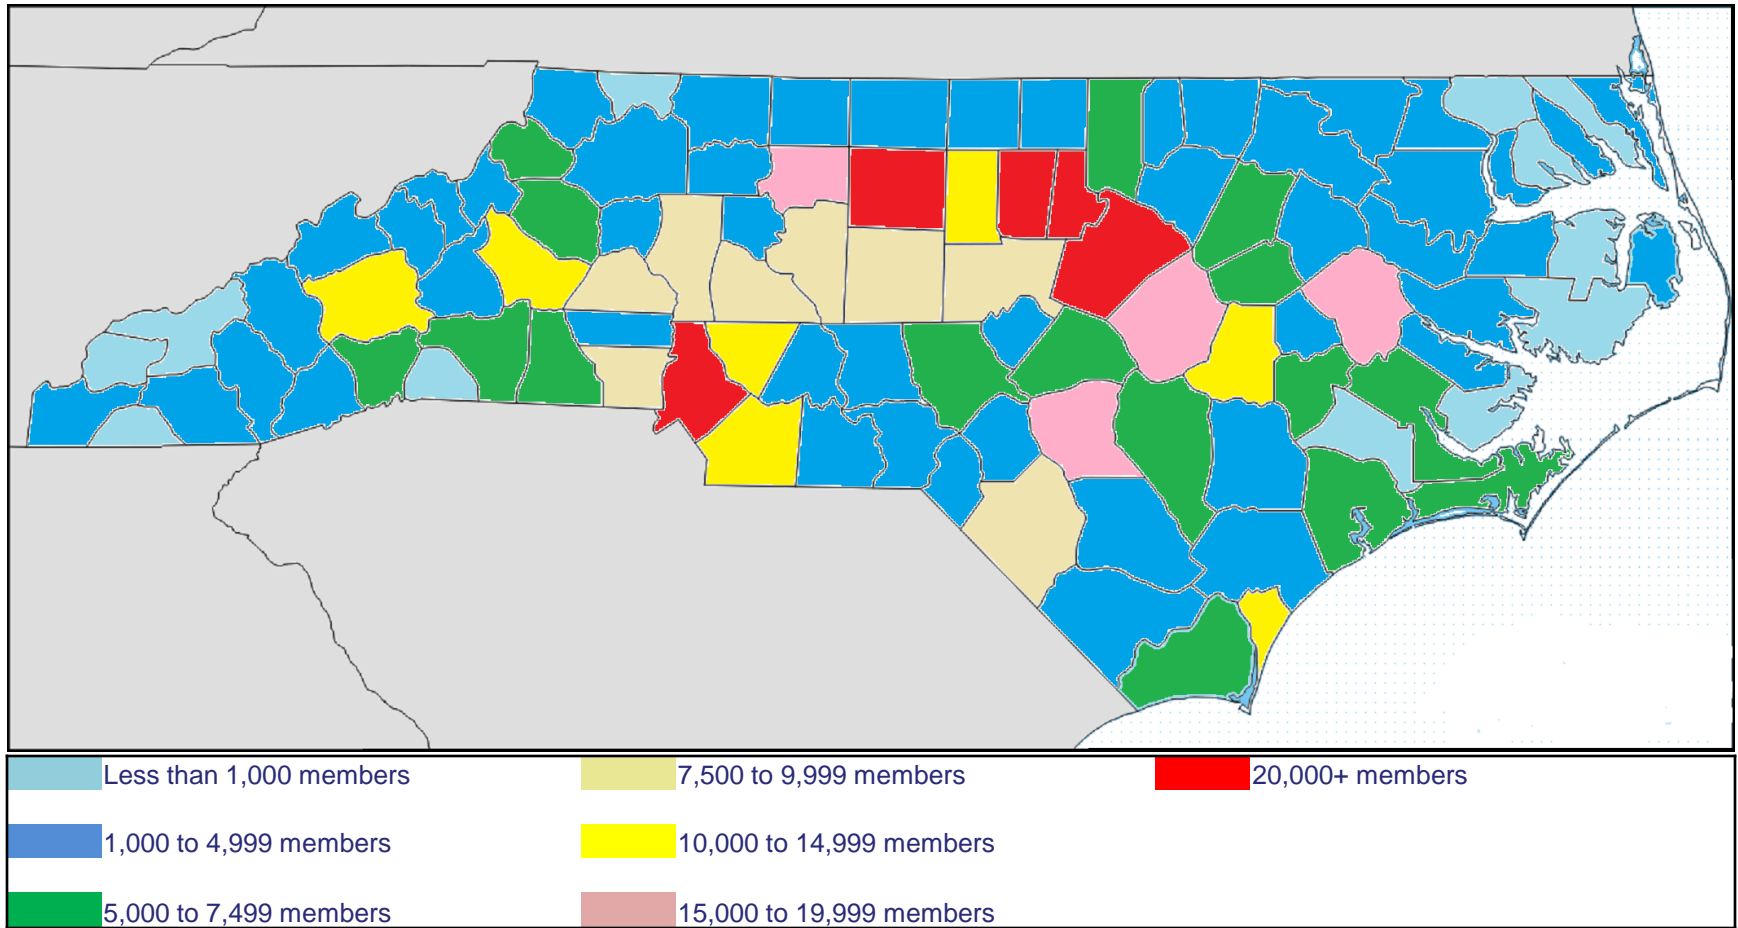 Less than 1,000 members 7,500 to 9,999 members 20,000+ members
1,000 to 4,999 members 10,000 to 14,999 members
5,000 to 7,499 members 15,000 to 19,999 members